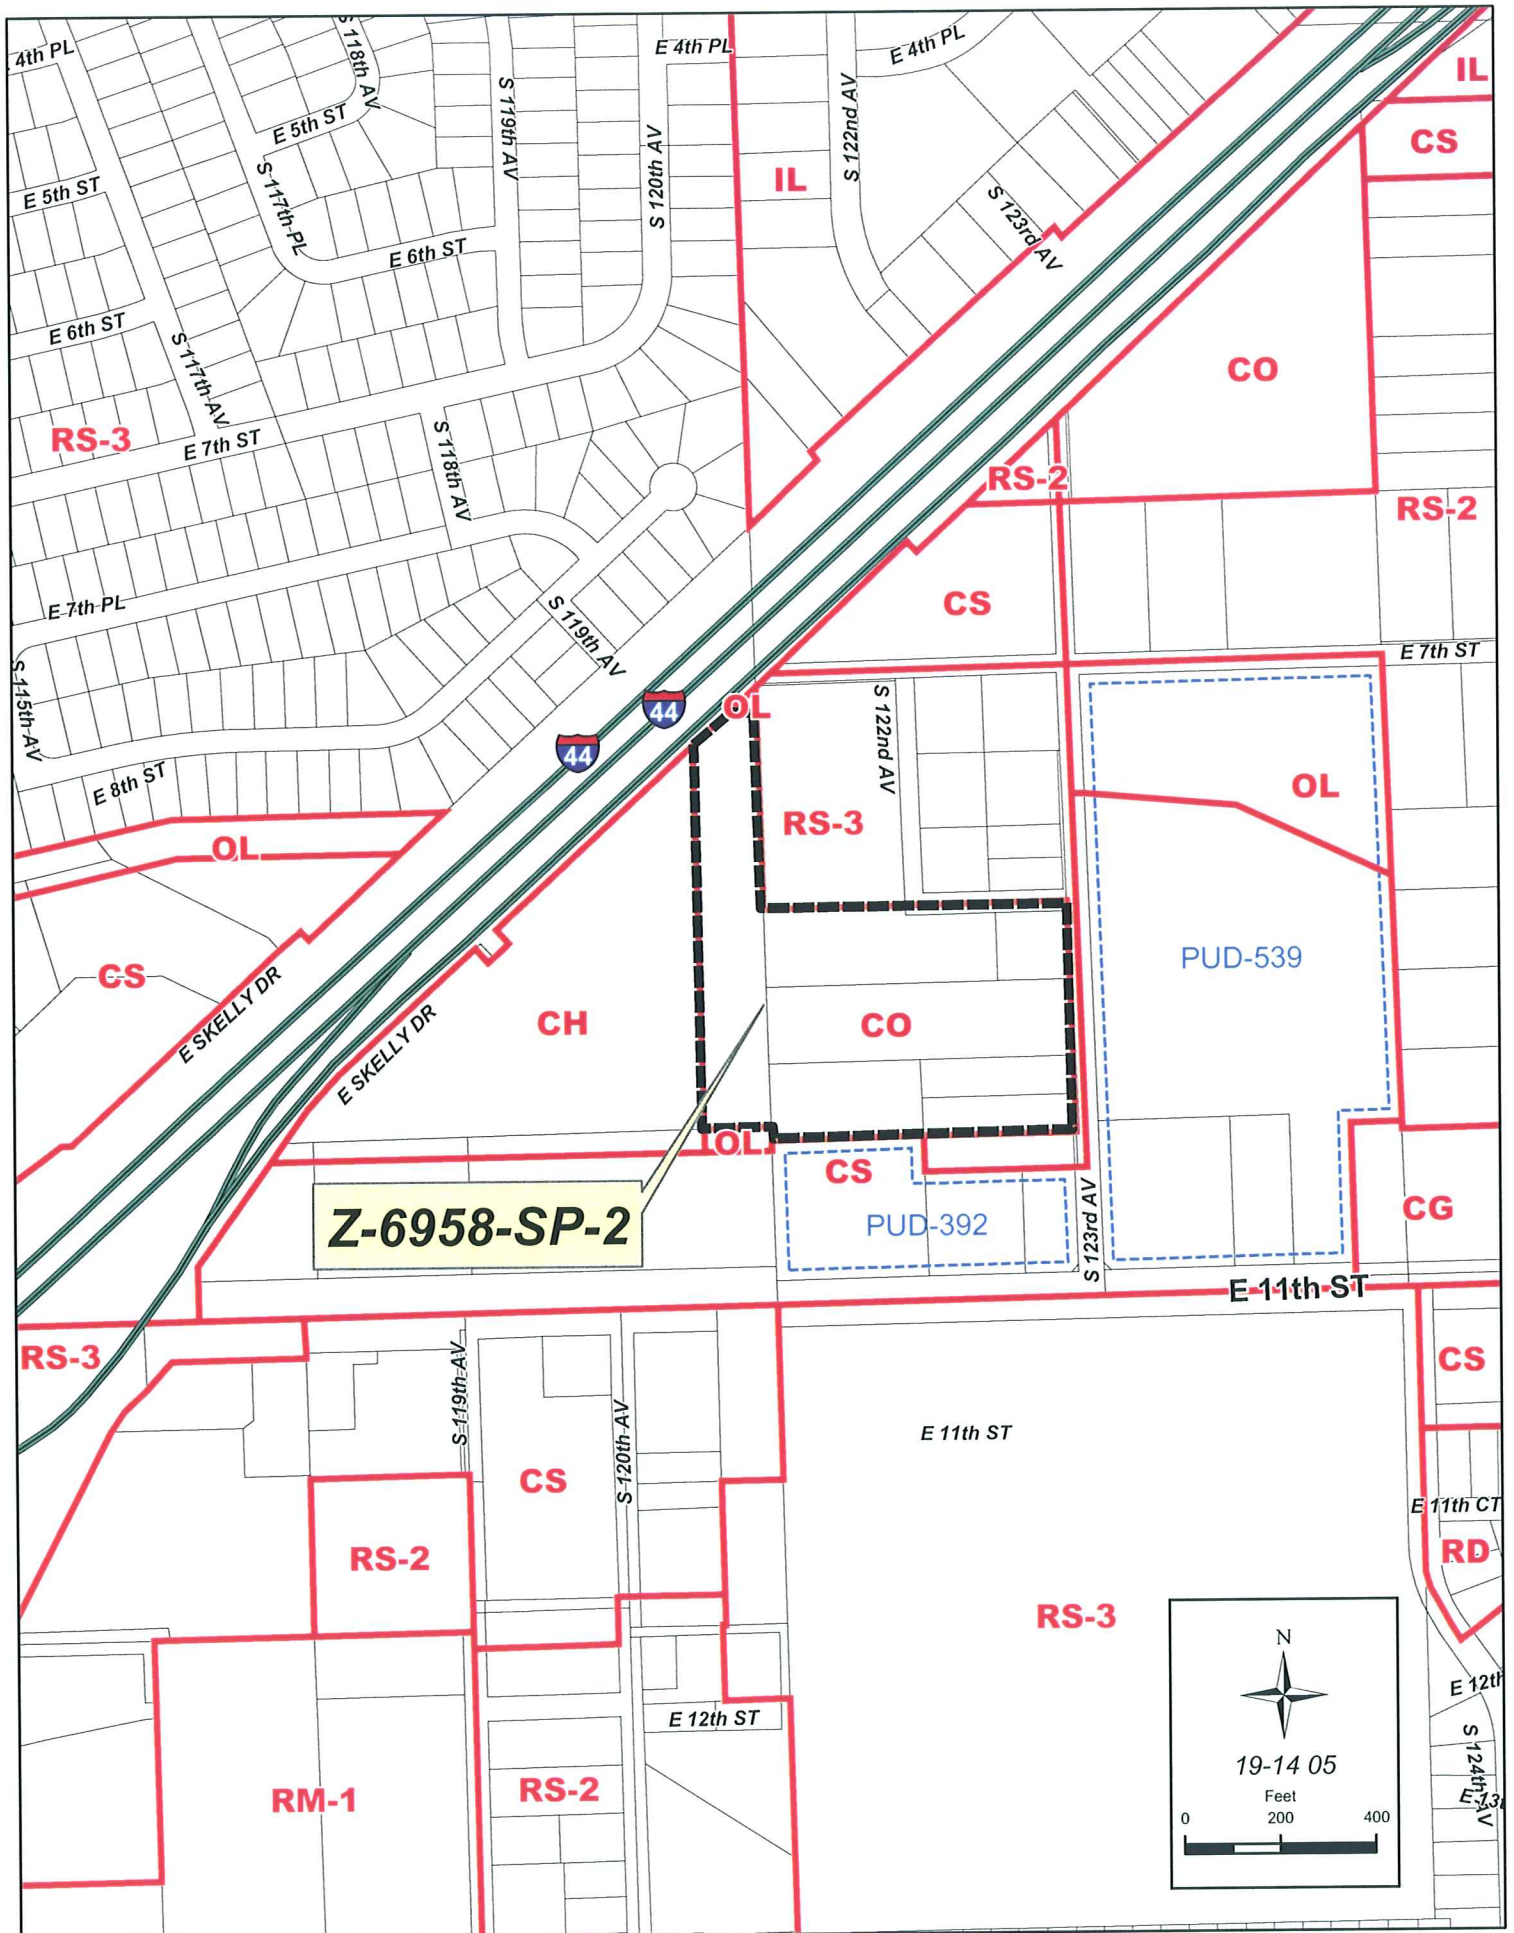 4th PL
S 118th AV
E 4th PL
E 4th PL
IL
E 5th ST
S 119th AV
S 120th AV
S 122nd AV
CS
IL
E 5th ST
S 117th PL
S 123rd AV
E 6th ST
E 6th ST
S 117th AV
CO
RS-3
E 7th ST
S 118th AV
RS-2
RS-2
E 7th PL
S 119th AV
CS
E 7th ST
S 115th AV
44
OL
44
S 122nd AV
E 8th ST
RS-3
OL
OL
CS
PUD-539
E SKELLY DR
E SKELLY DR
CH
CO
OL
CS
Z-6958-SP-2
PUD-392
S 123rd AV
CG
E 11th ST
RS-3
S 119th AV
S 120th AV
CS
E 11th ST
CS
E 11th CT
RS-2
RD
RS-3
N
E 12th
E 12th ST
S 124th AV
19-14 05
Feet
0 200 400
RM-1
RS-2